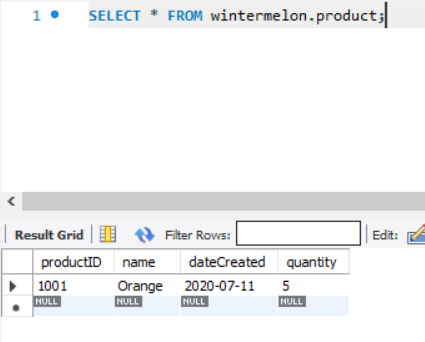 1 SELECT * FROM wintermelon.product;
Result Grid Filter Rows: Edit:
productID name dateCreated quantity
1001 Orange 2020-07-11 5
NULL NULL NULL NULL